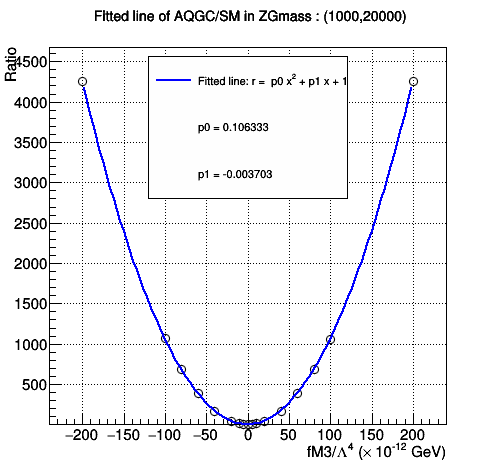 FItted line of AQGC/SM in ZGmass : (1000,20000)
Ratio
4500
4000
3500
3000
2500
2000
1500
1000
500
Fitted line: r = p0 x² + p1 x + 1
p0 = 0.106333
p1 = -0.003703
−200 −150 −100 −50 0 50 100 150 200
fM3/Λ⁴ (× 10⁻¹² GeV)